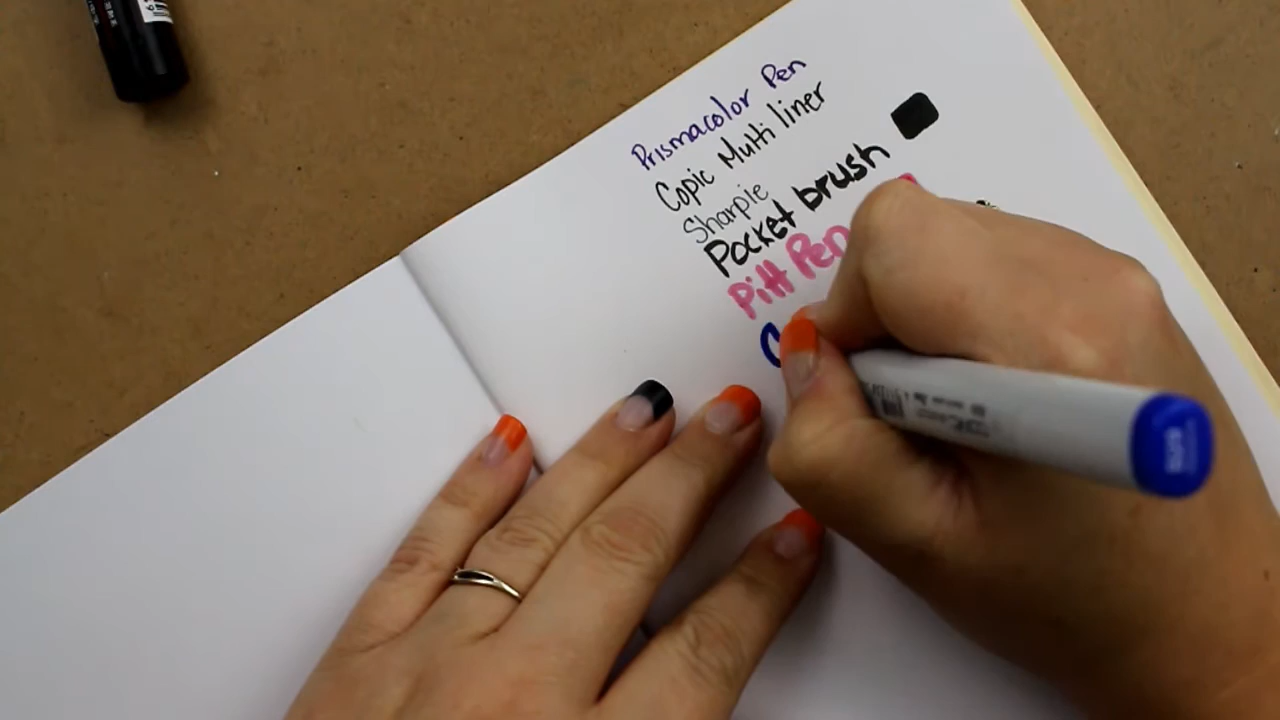 Prismacolor Pen
Copic Multi liner
Sharpie
Pocket brush
Pitt Pen
C